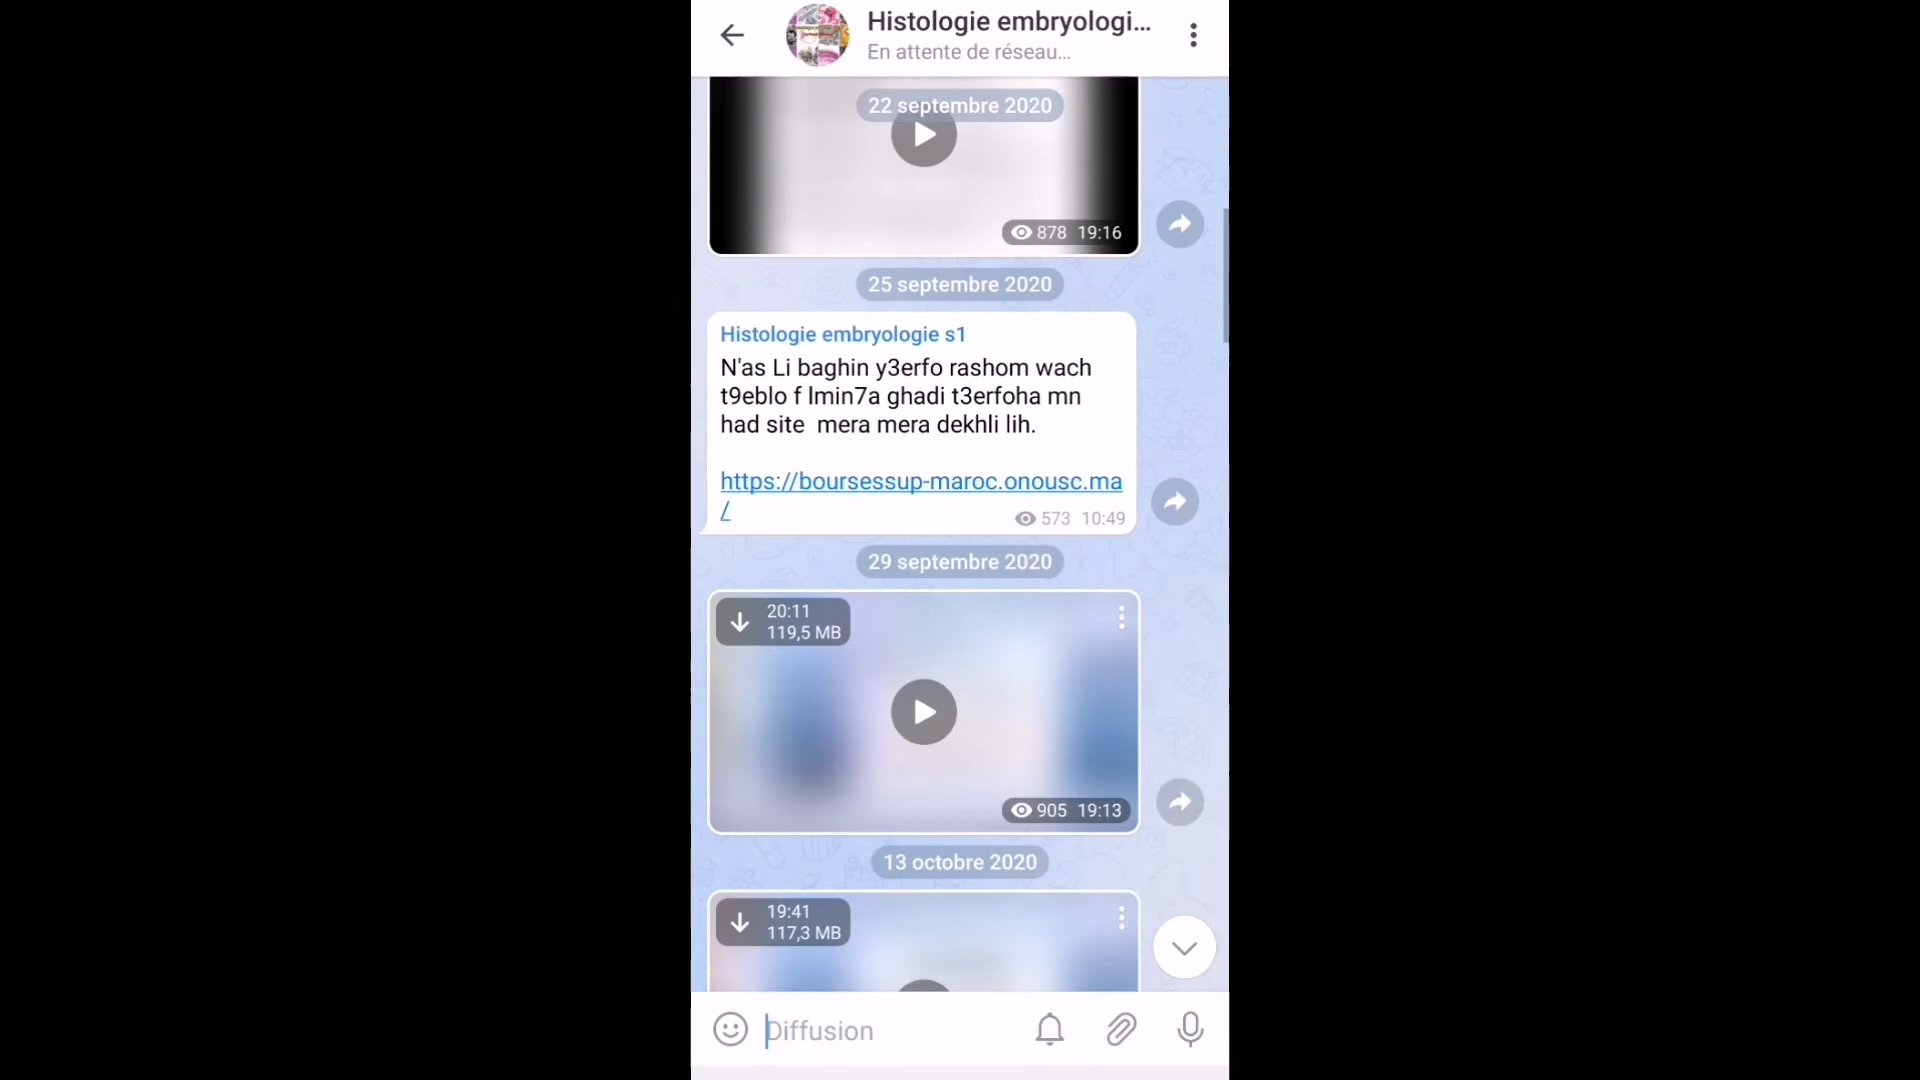 Histologie embryologi...
En attente de réseau...
22 septembre 2020
878 19:16
25 septembre 2020
Histologie embryologie s1
N'as Li baghin y3erfo rashom wach
t9eblo f lmin7a ghadi t3erfoha mn
had site mera mera dekhli lih.
https://boursessup-maroc.onousc.ma
/
573 10:49
29 septembre 2020
20:11
119,5 MB
905 19:13
13 octobre 2020
19:41
117,3 MB
Diffusion